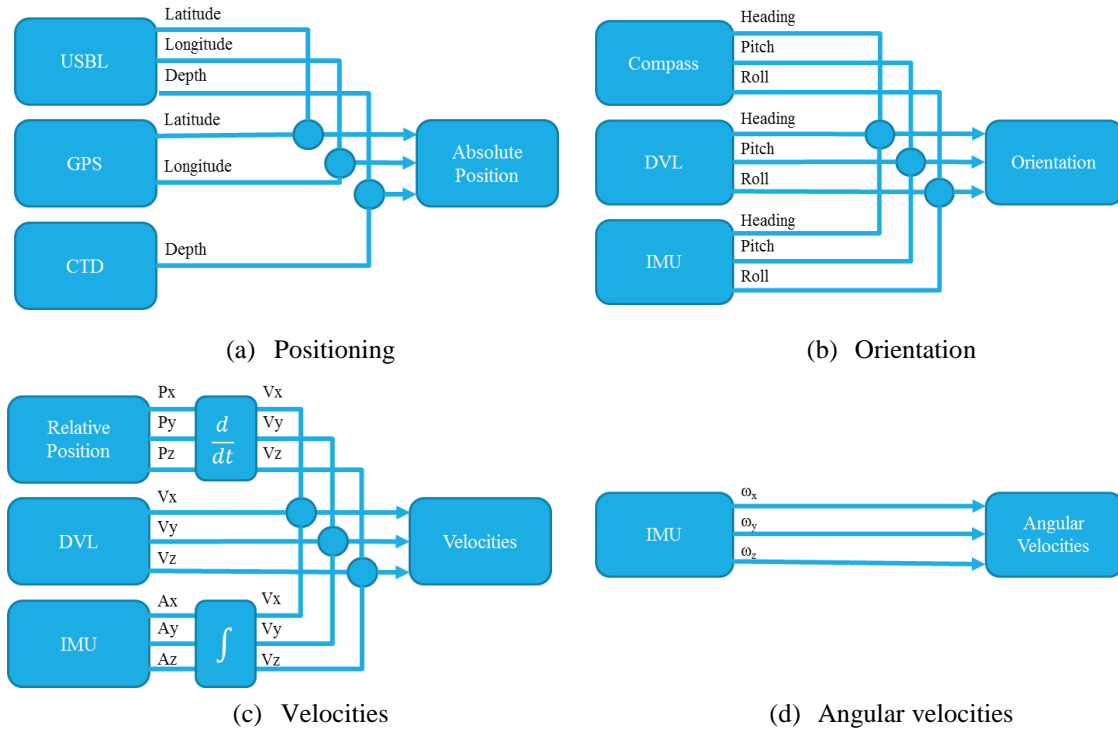 USBL
Latitude
Longitude
Depth
GPS
Latitude
Longitude
CTD
Depth
Absolute
Position
(a) Positioning
Compass
Heading
Pitch
Roll
DVL
Heading
Pitch
Roll
IMU
Heading
Pitch
Roll
Orientation
(b) Orientation
Relative
Position
Px
Py
Pz
d
dt
Vx
Vy
Vz
DVL
Vx
Vy
Vz
IMU
Ax
Ay
Az
∫
Vx
Vy
Vz
Velocities
(c) Velocities
IMU
ωx
ωy
ωz
Angular
Velocities
(d) Angular velocities